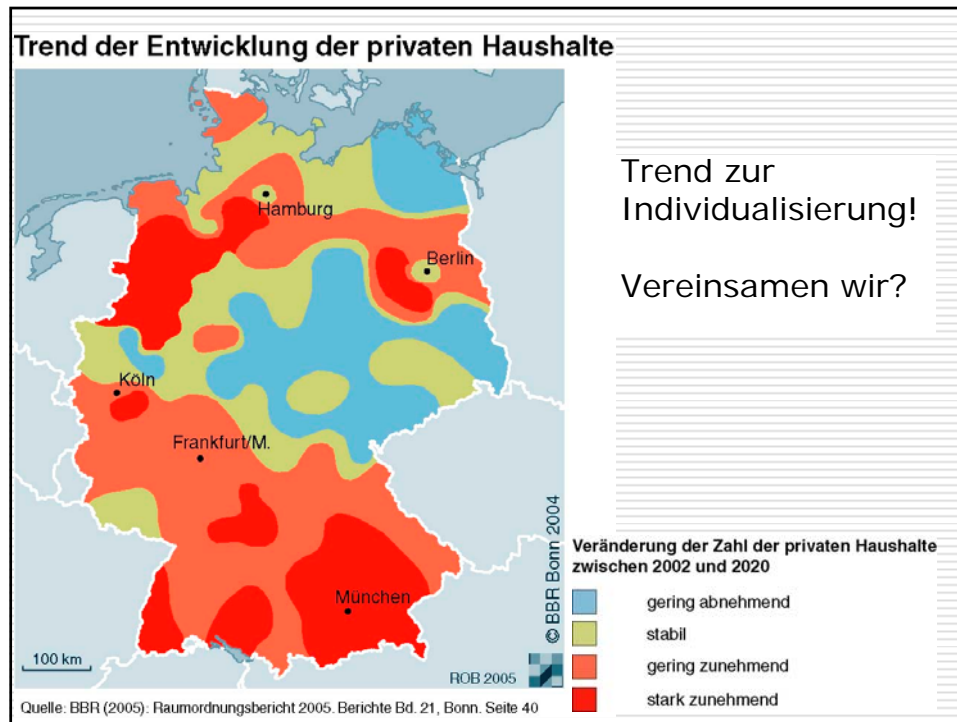 Trend der Entwicklung der privaten Haushalte
Trend zur
Individualisierung!
Vereinsamen wir?
Hamburg
Berlin
Köln
Frankfurt/M.
München
100 km
ROB 2005
© BBR Bonn 2004
Veränderung der Zahl der privaten Haushalte
zwischen 2002 und 2020
gering abnehmend
stabil
gering zunehmend
stark zunehmend
Quelle: BBR (2005): Raumordnungsbericht 2005. Berichte Bd. 21, Bonn. Seite 40